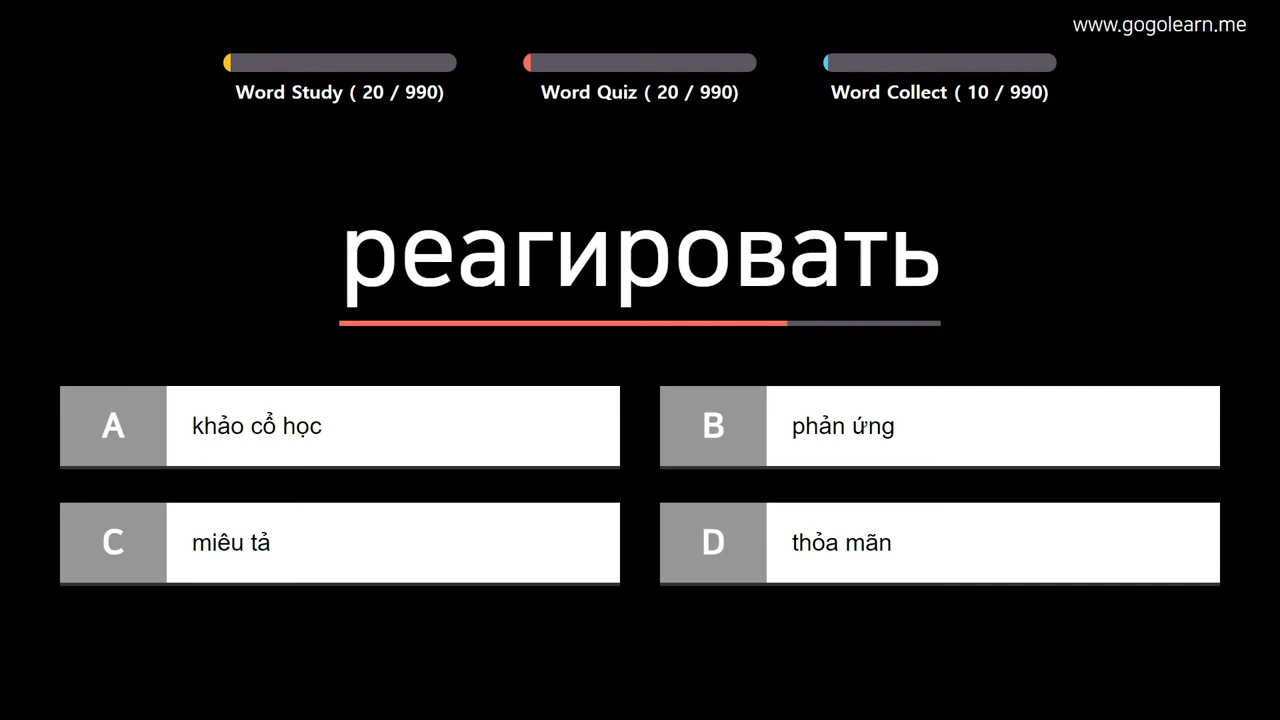 www.gogolearn.me
Word Study ( 20 / 990)
Word Quiz ( 20 / 990)
Word Collect ( 10 / 990)
реагировать
A khảo cổ học
B phản ứng
C miêu tả
D thỏa mãn